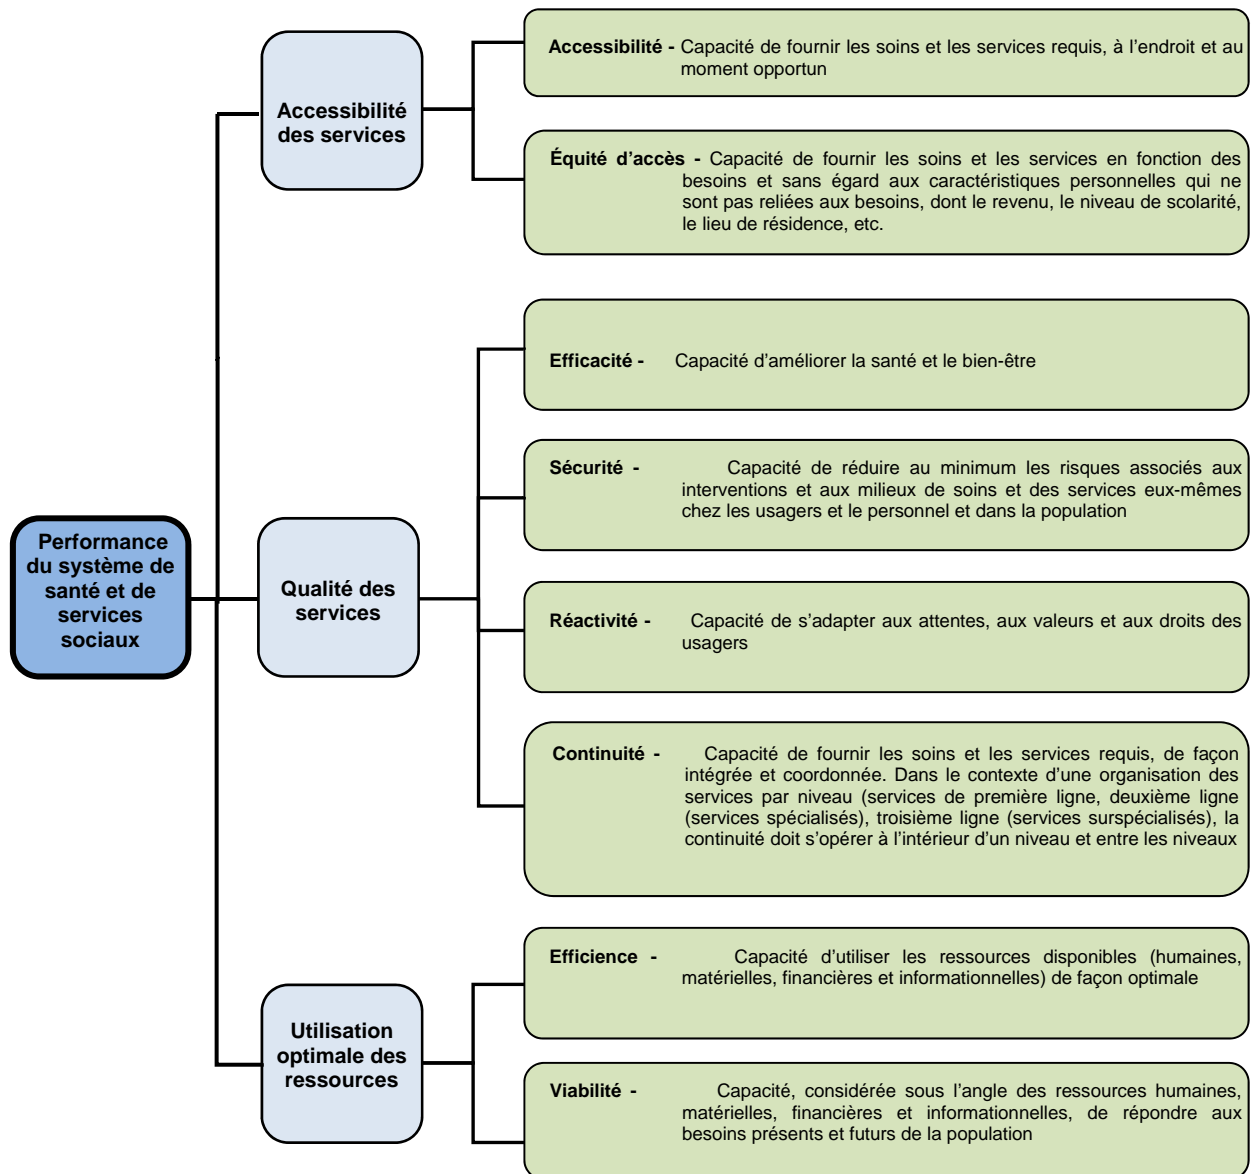 Performance
du système de
santé et de
services
sociaux
Accessibilité
des services
Accessibilité - Capacité de fournir les soins et les services requis, à l’endroit et au
moment opportun
Équité d’accès - Capacité de fournir les soins et les services en fonction des
besoins et sans égard aux caractéristiques personnelles qui ne
sont pas reliées aux besoins, dont le revenu, le niveau de scolarité,
le lieu de résidence, etc.
Qualité des
services
Efficacité - Capacité d’améliorer la santé et le bien-être
Sécurité - Capacité de réduire au minimum les risques associés aux
interventions et aux milieux de soins et des services eux-mêmes
chez les usagers et le personnel et dans la population
Réactivité - Capacité de s’adapter aux attentes, aux valeurs et aux droits des
usagers
Continuité - Capacité de fournir les soins et les services requis, de façon
intégrée et coordonnée. Dans le contexte d’une organisation des
services par niveau (services de première ligne, deuxième ligne
(services spécialisés), troisième ligne (services surspécialisés), la
continuité doit s’opérer à l’intérieur d’un niveau et entre les niveaux
Utilisation
optimale des
ressources
Efficience - Capacité d’utiliser les ressources disponibles (humaines,
matérielles, financières et informationnelles) de façon optimale
Viabilité - Capacité, considérée sous l’angle des ressources humaines,
matérielles, financières et informationnelles, de répondre aux
besoins présents et futurs de la population